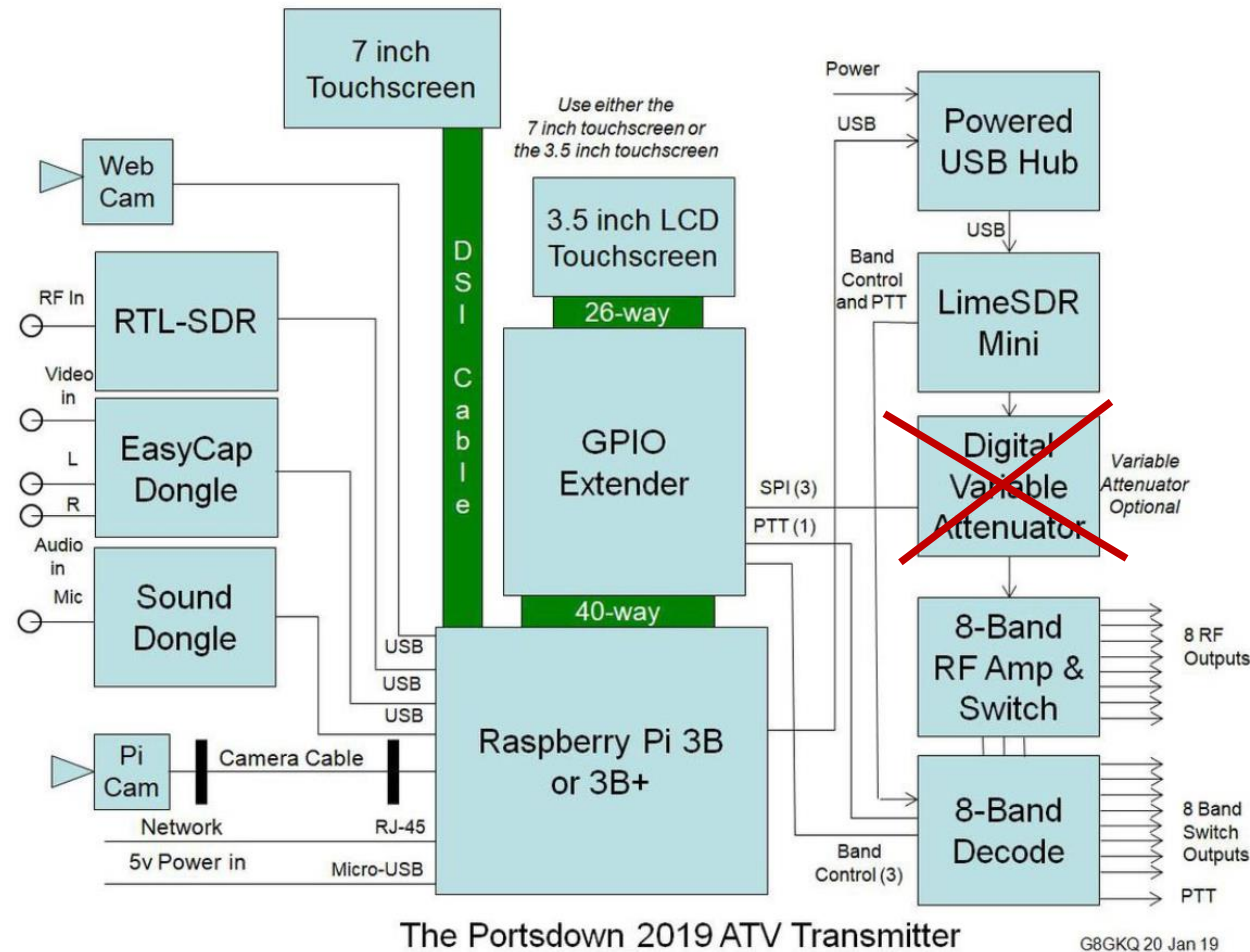 7 inch
Touchscreen
Use either the
7 inch touchscreen or
the 3.5 inch touchscreen
Power
USB
Powered
USB Hub
Web
Cam
3.5 inch LCD
Touchscreen
DSI Cable
26-way
USB
Band
Control
and PTT
LimeSDR
Mini
RF In
RTL-SDR
Video
in
L
R
EasyCap
Dongle
GPIO
Extender
SPI (3)
PTT (1)
Digital
Variable
Attenuator
Variable
Attenuator
Optional
Audio
in
Mic
Sound
Dongle
40-way
USB
USB
USB
8-Band
RF Amp &
Switch
8 RF
Outputs
Pi
Cam
Camera Cable
Raspberry Pi 3B
or 3B+
Network
RJ-45
5v Power in
Micro-USB
8-Band
Decode
8 Band
Switch
Outputs
Band
Control (3)
PTT
The Portsdown 2019 ATV Transmitter
G8GKQ 20 Jan 19